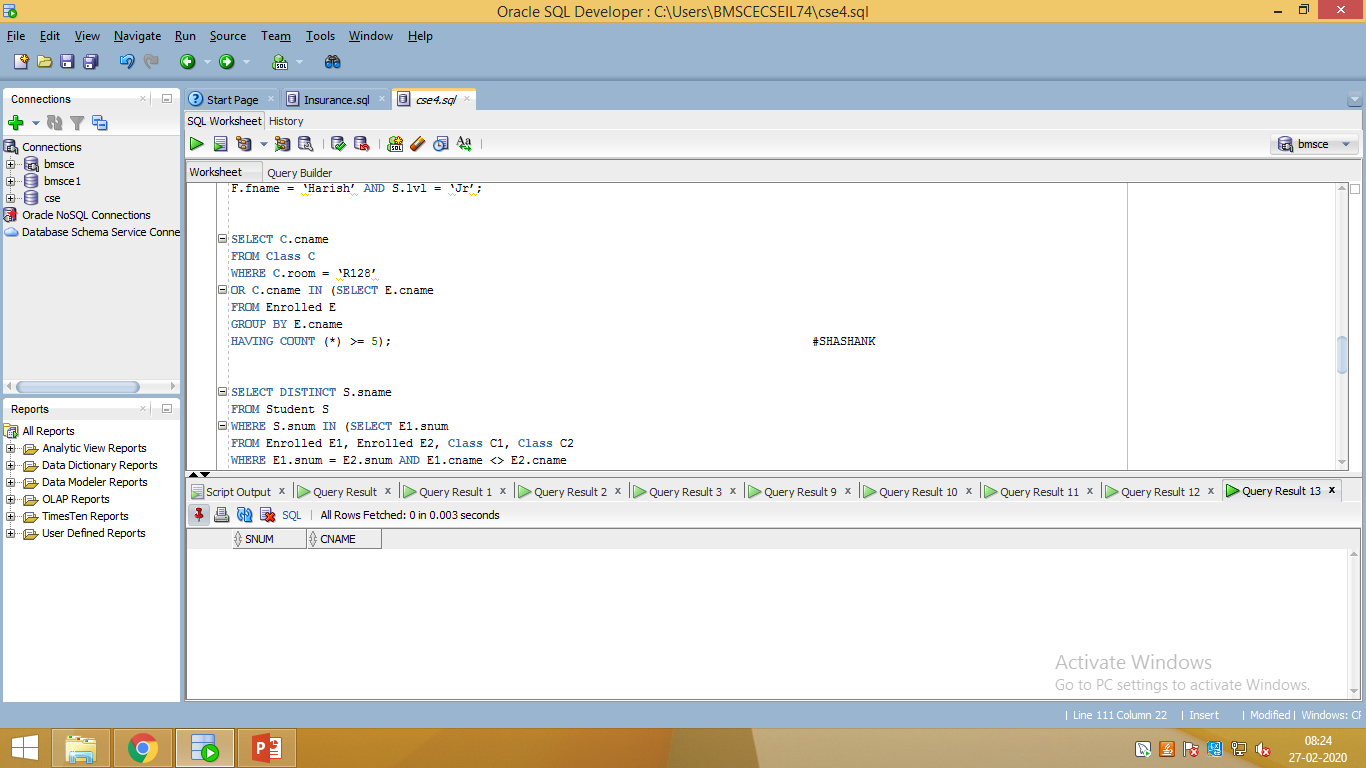 Oracle SQL Developer : C:\Users\BMSCECSEIL74\cse4.sql
File Edit View Navigate Run Source Team Tools Window Help
Connections
Connections
bmsce
bmsce1
cse
Oracle NoSQL Connections
Database Schema Service Conne
Reports
All Reports
Analytic View Reports
Data Dictionary Reports
Data Modeler Reports
OLAP Reports
TimesTen Reports
User Defined Reports
Start Page Insurance.sql cse4.sql
SQL Worksheet History
bmsce
Worksheet Query Builder
F.fname = ‘Harish’ AND S.lvl = ‘Jr’;
SELECT C.cname
FROM Class C
WHERE C.room = ‘R128’
OR C.cname IN (SELECT E.cname
FROM Enrolled E
GROUP BY E.cname
HAVING COUNT (*) >= 5); #SHASHANK
SELECT DISTINCT S.sname
FROM Student S
WHERE S.snum IN (SELECT E1.snum
FROM Enrolled E1, Enrolled E2, Class C1, Class C2
WHERE E1.snum = E2.snum AND E1.cname <> E2.cname
Script Output x Query Result x Query Result 1 x Query Result 2 x Query Result 3 x Query Result 9 x Query Result 10 x Query Result 11 x Query Result 12 x Query Result 13 x
SQL | All Rows Fetched: 0 in 0.003 seconds
SNUM CNAME
Activate Windows
Go to PC settings to activate Windows.
| Line 111 Column 22 | Insert | Modified | Windows: CF
08:24
27-02-2020